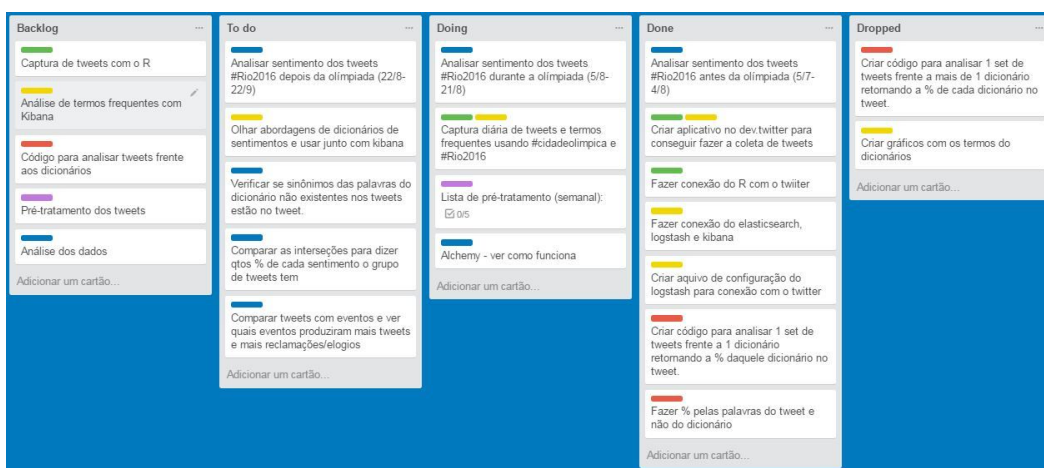 Backlog
Captura de tweets com o R
Análise de termos frequentes com
Kibana
Código para analisar tweets frente
aos dicionários
Pré-tratamento dos tweets
Análise dos dados
Adicionar um cartão...
To do
Analisar sentimento dos tweets
#Rio2016 depois da olímpiada (22/8-
22/9)
Olhar abordagens de dicionários de
sentimentos e usar junto com kibana
Verificar se sinônimos das palavras do
dicionário não existentes nos tweets
estão no tweet.
Comparar as interseções para dizer
qtos % de cada sentimento o grupo
de tweets tem
Comparar tweets com eventos e ver
quais eventos produziram mais tweets
e mais reclamações/elogios
Adicionar um cartão...
Doing
Analisar sentimento dos tweets
#Rio2016 durante a olímpiada (5/8-
21/8)
Captura diária de tweets e termos
frequentes usando #cidadeolimpica e
#Rio2016
Lista de pré-tratamento (semanal):
0/5
Alchemy - ver como funciona
Adicionar um cartão...
Done
Analisar sentimento dos tweets
#Rio2016 antes da olímpiada (5/7-
4/8)
Criar aplicativo no dev.twitter para
conseguir fazer a coleta de tweets
Fazer conexão do R com o twiiter
Fazer conexão do elasticsearch,
logstash e kibana
Criar aquivo de configuração do
logstash para conexão com o twitter
Criar código para analisar 1 set de
tweets frente a 1 dicionário
retornando a % daquele dicionário no
tweet.
Fazer % pelas palavras do tweet e
não do dicionário
Adicionar um cartão...
Dropped
Criar código para analisar 1 set de
tweets frente a mais de 1 dicionário
retornando a % de cada dicionário no
tweet.
Criar gráficos com os termos do
dicionários
Adicionar um cartão...